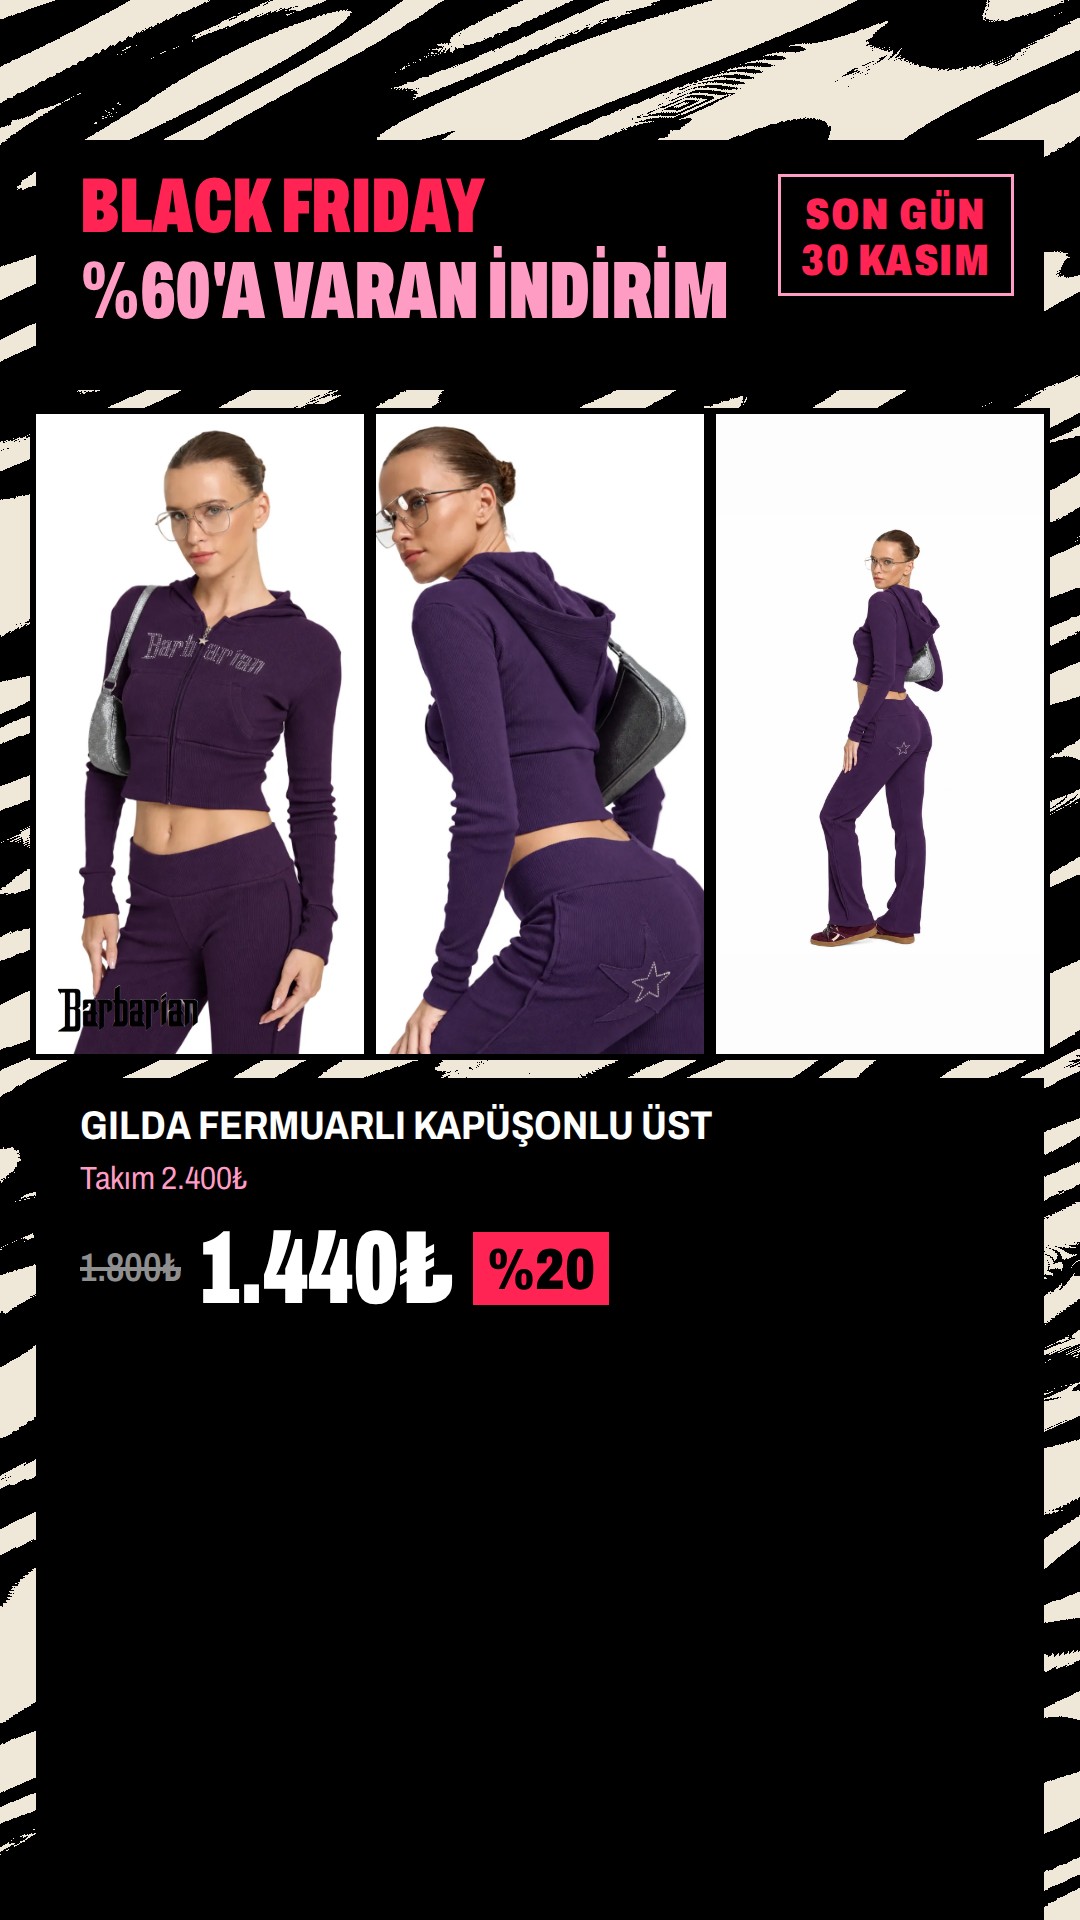 BLACK FRIDAY
%60'A VARAN İNDİRİM
SON GÜN
30 KASIM
Barbarian
Barbarian
GILDA FERMUARLI KAPÜŞONLU ÜST
Takım 2.400₺
1.800₺ 1.440₺ %20